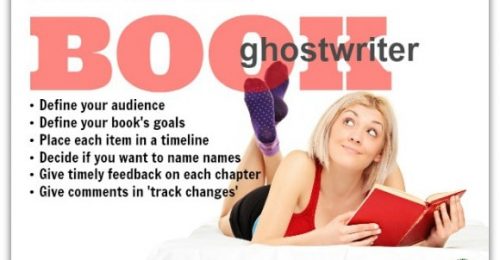 BOOK
ghostwriter
• Define your audience
• Define your book's goals
• Place each item in a timeline
• Decide if you want to name names
• Give timely feedback on each chapter
• Give comments in 'track changes'